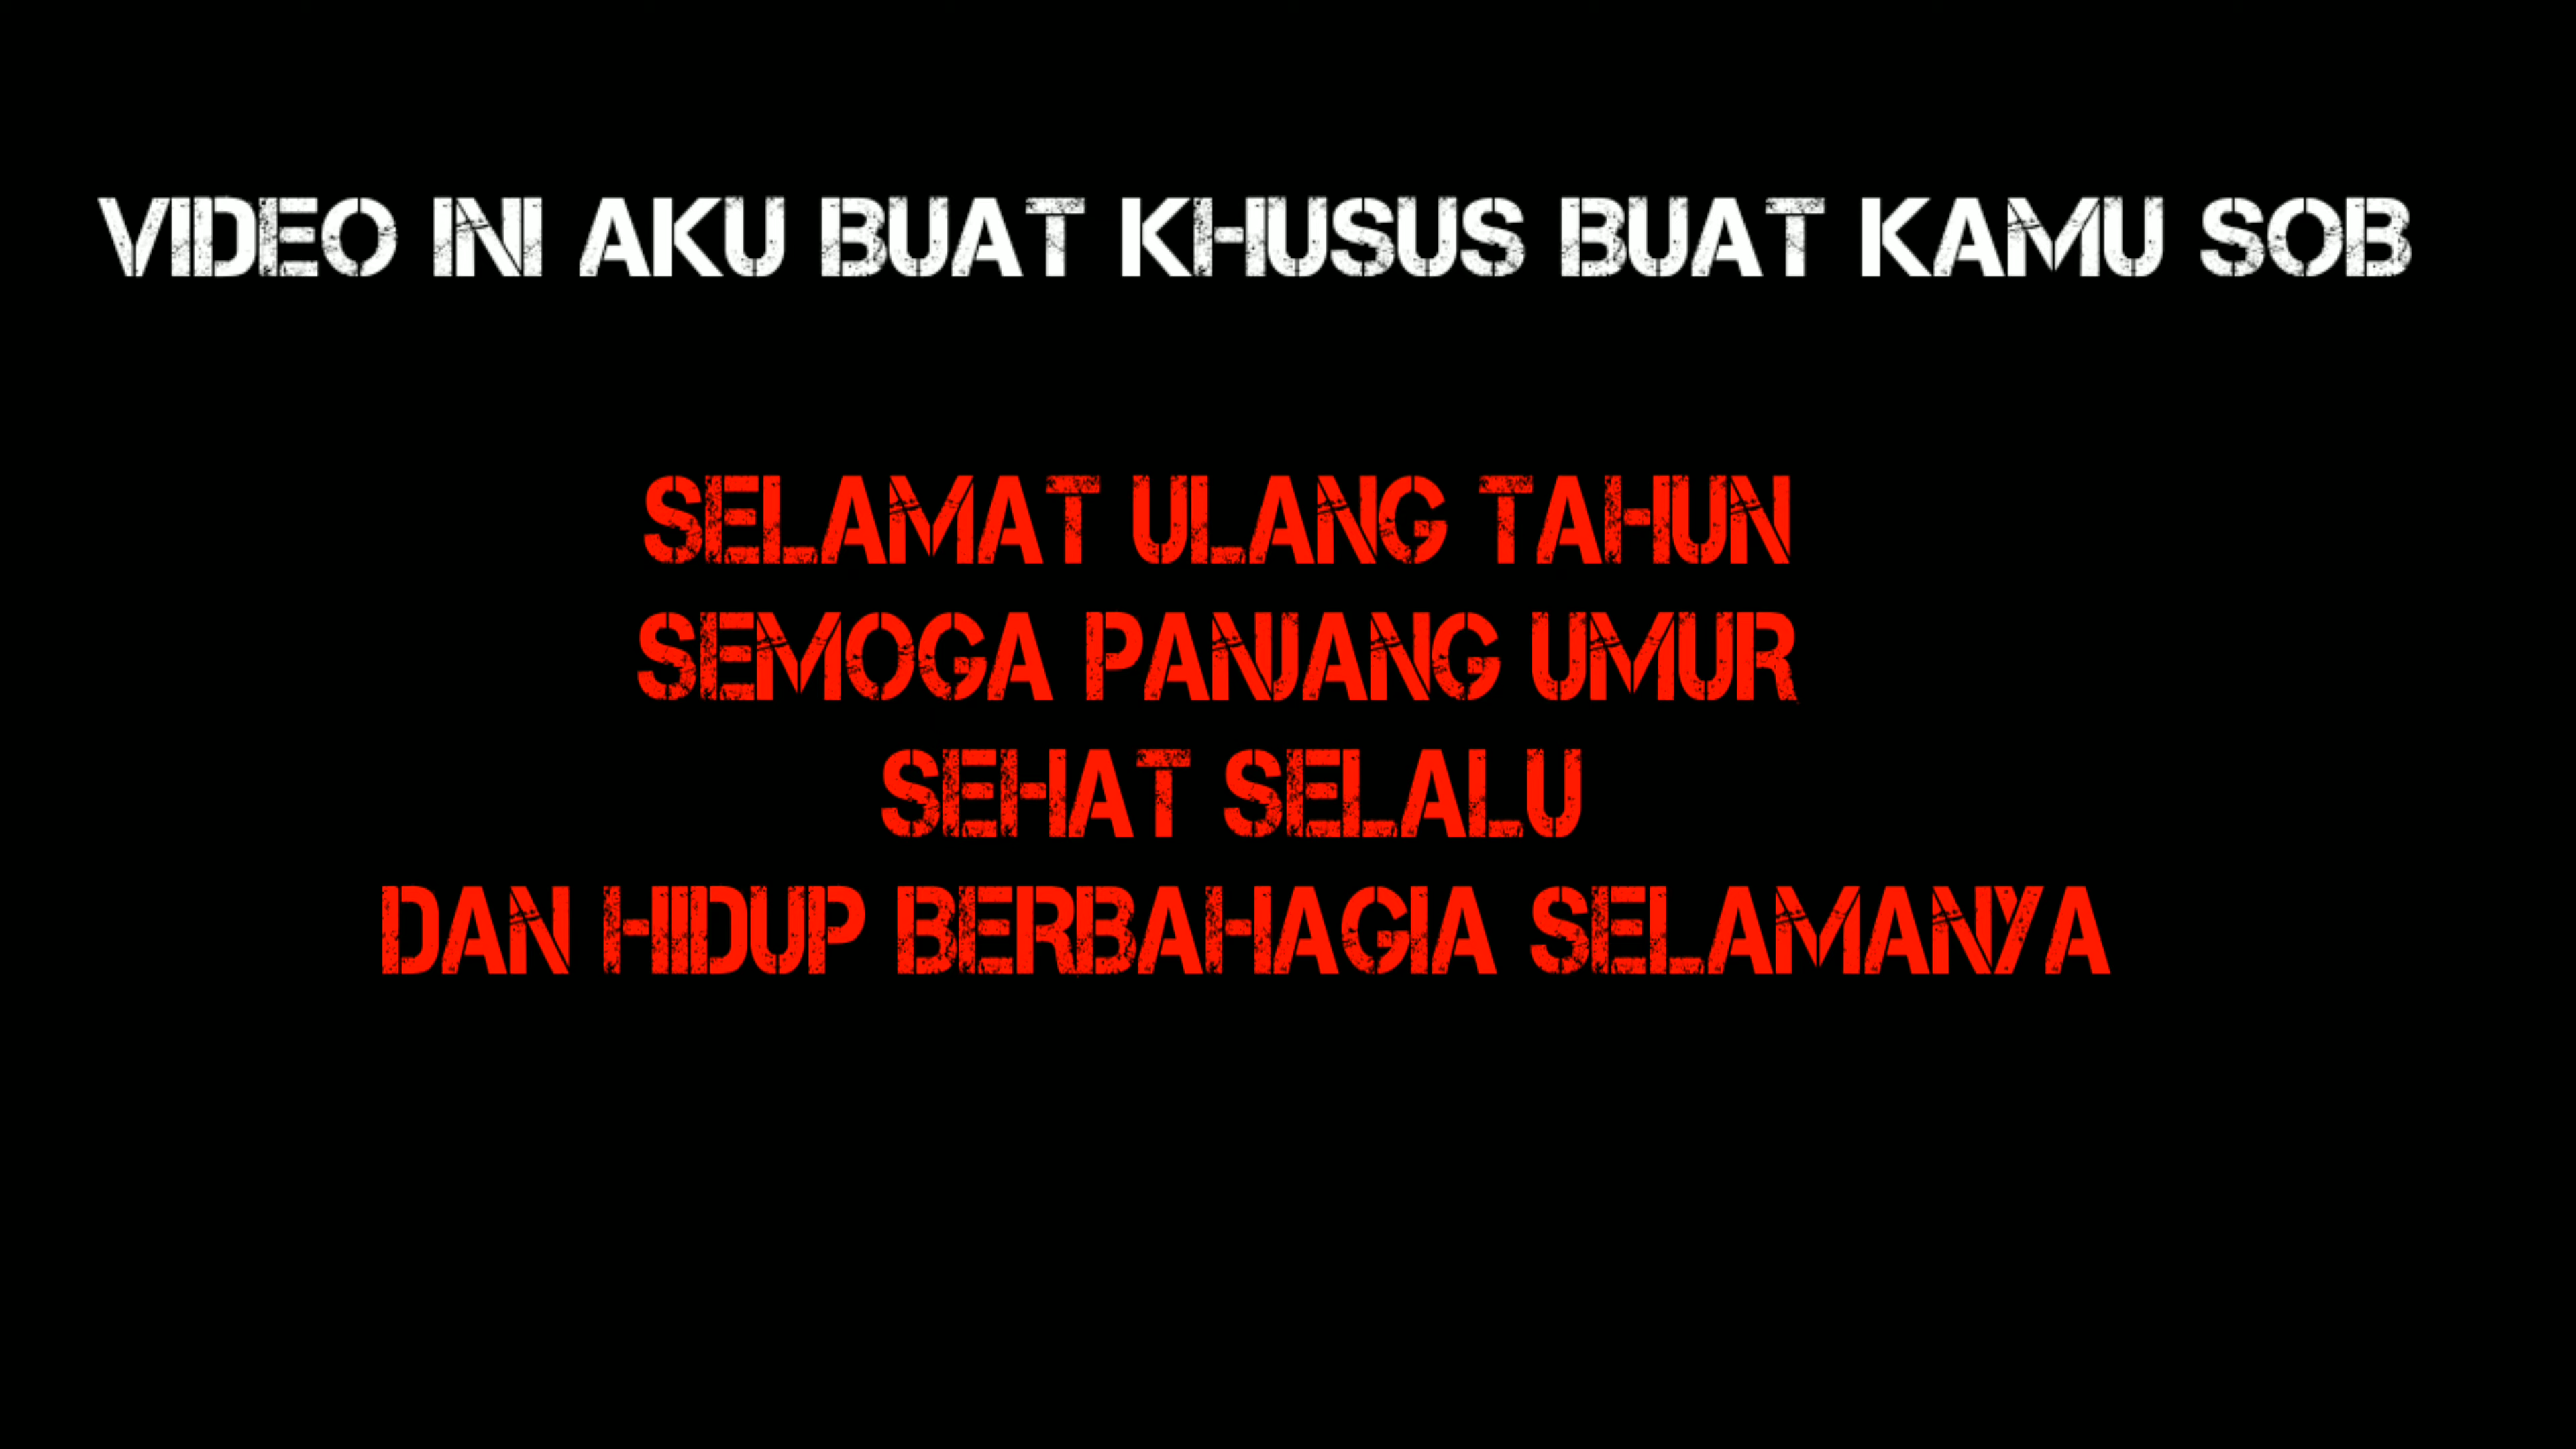 VIDEO INI AKU BUAT KHUSUS BUAT KAMU SOB
SELAMAT ULANG TAHUN
SEMOGA PANJANG UMUR
SEHAT SELALU
DAN HIDUP BERBAHAGIA SELAMANYA